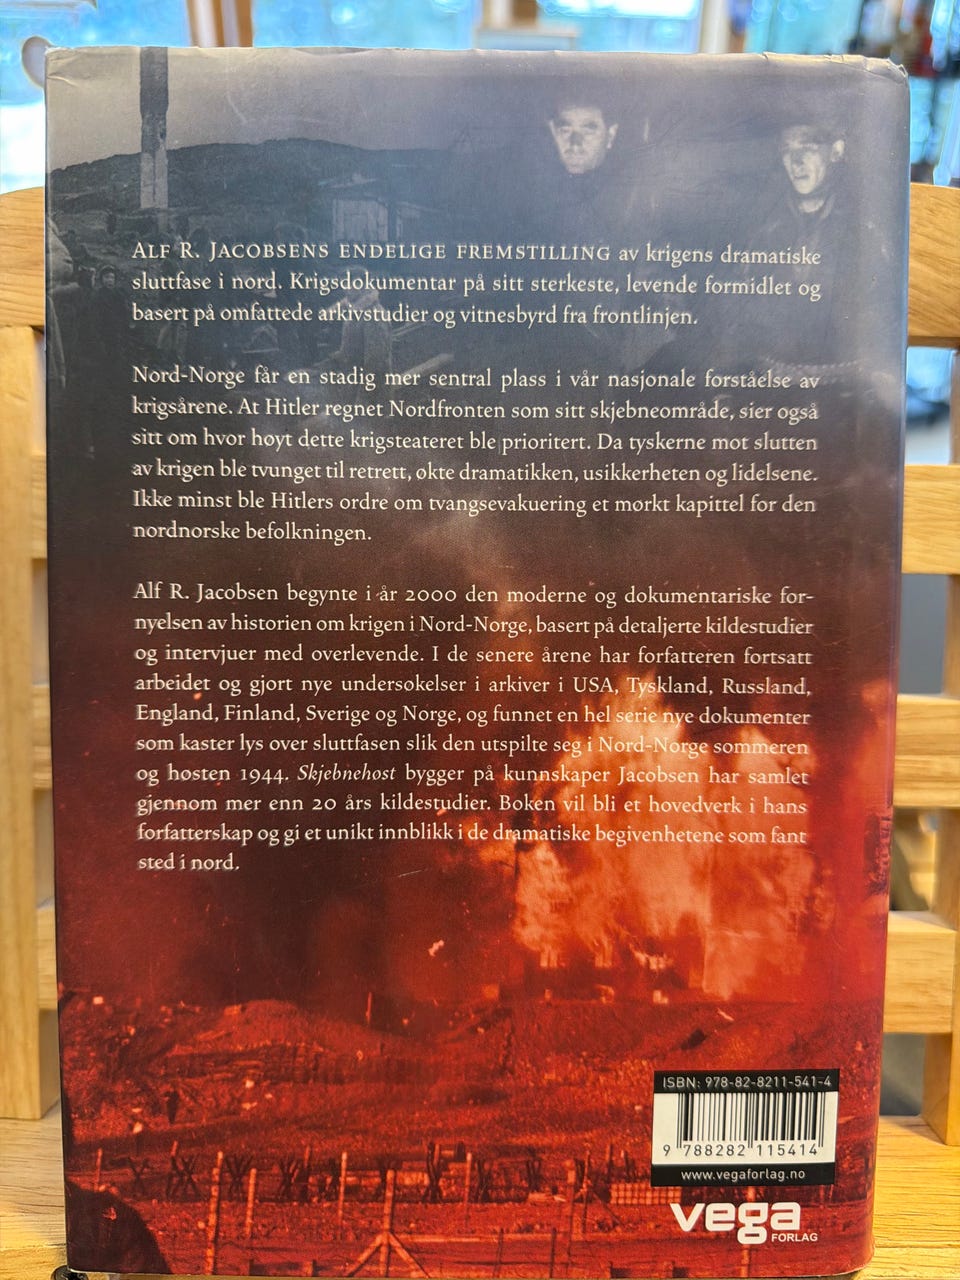 ALF R. JACOBSENS ENDELIGE FREMSTILLING av krigens dramatiske
sluttfase i nord. Krigsdokumentar på sitt sterkeste, levende formidlet og
basert på omfattede arkivstudier og vitnesbyrd fra frontlinjen.
Nord-Norge får en stadig mer sentral plass i vår nasjonale forståelse av
krigsårene. At Hitler regnet Nordfronten som sitt skjebneområde, sier også
sitt om hvor høyt dette krigsteateret ble prioritert. Da tyskerne mot slutten
av krigen ble tvunget til retrett, økte dramatikken, usikkerheten og lidelsene.
Ikke minst ble Hitlers ordre om tvangsevakuering et mørkt kapittel for den
nordnorske befolkningen.
Alf R. Jacobsen begynte i år 2000 den moderne og dokumentariske for-
nyelsen av historien om krigen i Nord-Norge, basert på detaljerte kildestudier
og intervjuer med overlevende. I de senere årene har forfatteren fortsatt
arbeidet og gjort nye undersøkelser i arkiver i USA, Tyskland, Russland,
England, Finland, Sverige og Norge, og funnet en hel serie nye dokumenter
som kaster lys over sluttfasen slik den utspilte seg i Nord-Norge sommeren
og høsten 1944. Skjebnehøst bygger på kunnskaper Jacobsen har samlet
gjennom mer enn 20 års kildestudier. Boken vil bli et hovedverk i hans
forfatterskap og gi et unikt innblikk i de dramatiske begivenhetene som fant
sted i nord.
ISBN: 978-82-8211-541-4
9 788282 115414
www.vegaforlag.no
vega
FORLAG